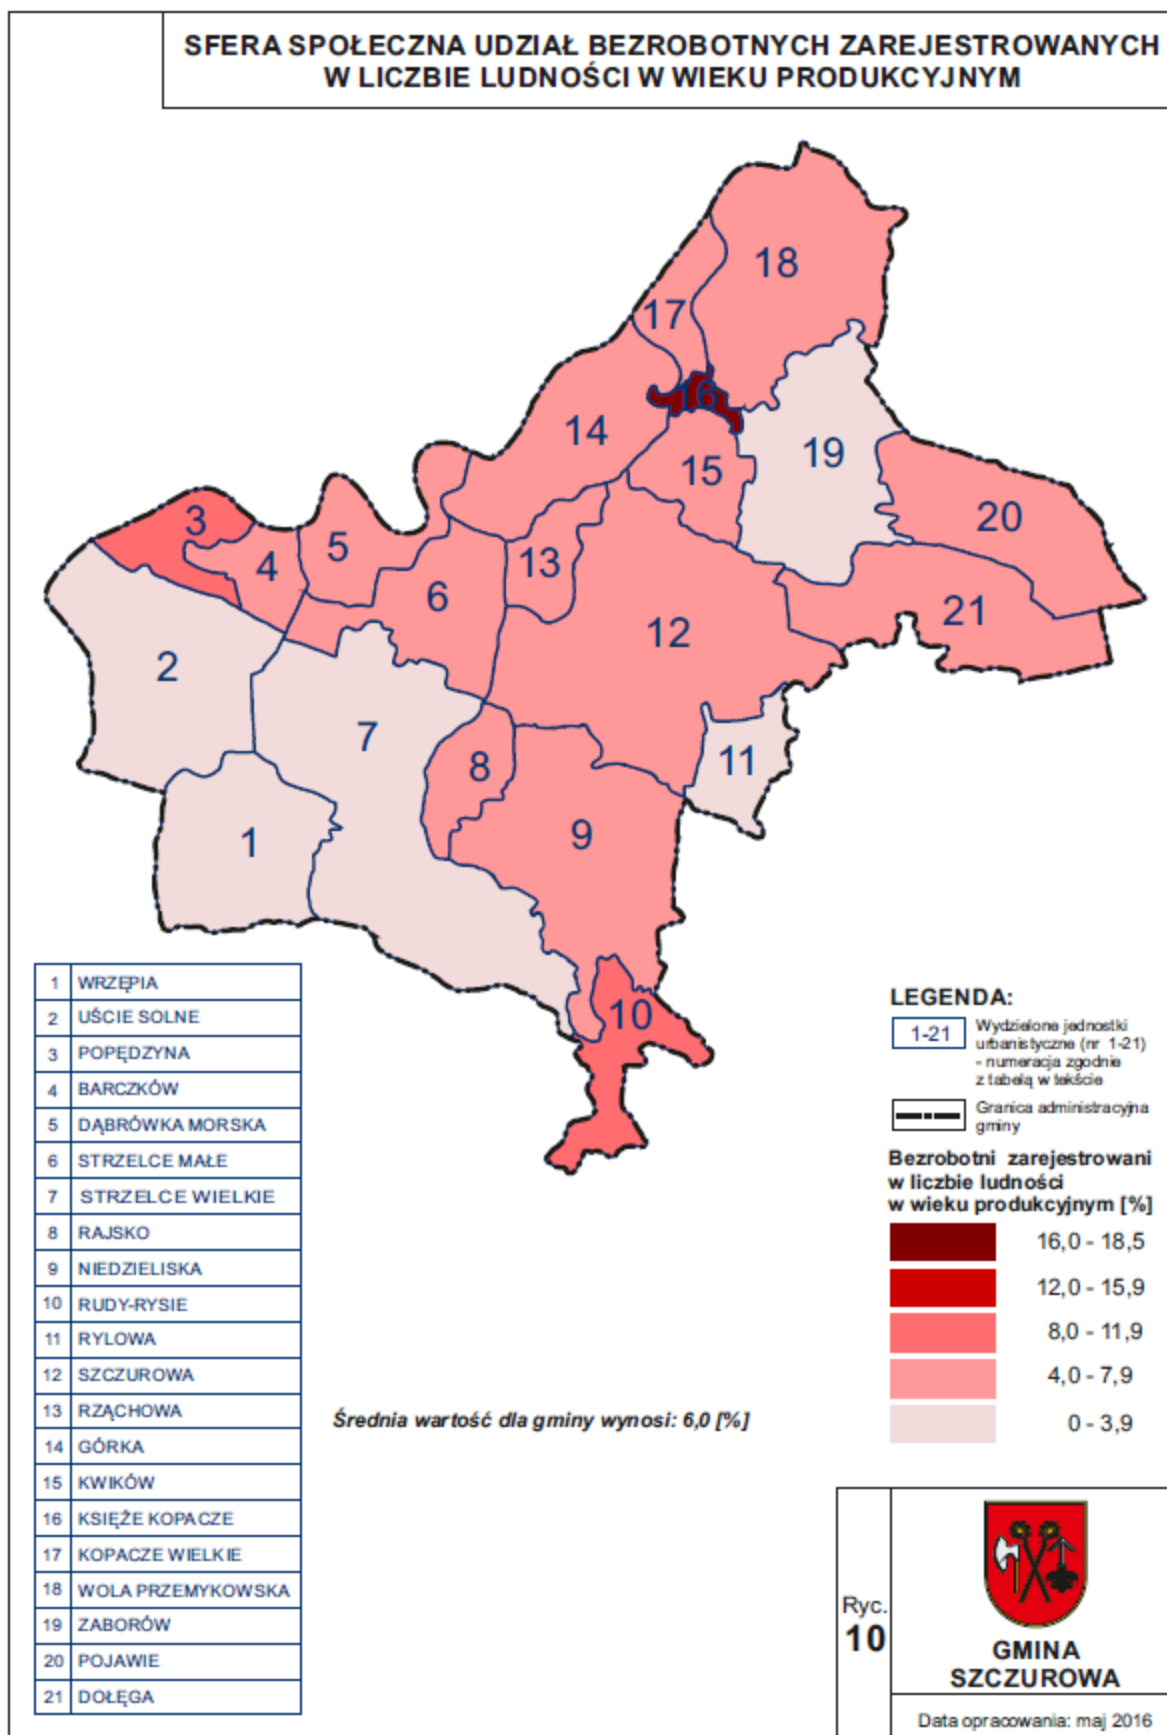 SFERA SPOŁECZNA UDZIAŁ BEZROBOTNYCH ZAREJESTROWANYCH
W LICZBIE LUDNOŚCI W WIEKU PRODUKCYJNYM
18
17
16
14
19
15
3
20
5
13
4
6
21
12
2
7
11
8
9
1
10
1 WRZĘPIA
2 UŚCIE SOLNE
3 POPĘDZYNA
4 BARCZKÓW
5 DĄBRÓWKA MORSKA
6 STRZELCE MAŁE
7 STRZELCE WIELKIE
8 RAJSKO
9 NIEDZIELISKA
10 RUDY-RYSIE
11 RYLOWA
12 SZCZUROWA
13 RZĄCHOWA
14 GÓRKA
15 KWIKÓW
16 KSIĘŻE KOPACZE
17 KOPACZE WIELKIE
18 WOLA PRZEMYKOWSKA
19 ZABORÓW
20 POJAWIE
21 DOŁĘGA
Średnia wartość dla gminy wynosi: 6,0 [%]
LEGENDA:
1-21
Wydzielone jednostki
urbanistyczne (nr 1-21)
- numeracja zgodnie
z tabelą w tekście
Granica administracyjna
gminy
Bezrobotni zarejestrowani
w liczbie ludności
w wieku produkcyjnym [%]
16,0 - 18,5
12,0 - 15,9
8,0 - 11,9
4,0 - 7,9
0 - 3,9
Ryc.
10
GMINA
SZCZUROWA
Data opracowania: maj 2016